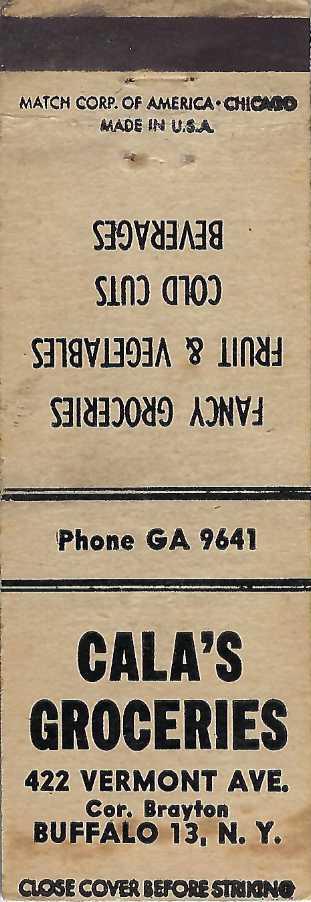 MATCH CORP. OF AMERICA • CHICAGO
MADE IN U.S.A.
FANCY GROCERIES
FRUIT & VEGETABLES
COLD CUTS
BEVERAGES
Phone GA 9641
CALA'S
GROCERIES
422 VERMONT AVE.
Cor. Brayton
BUFFALO 13, N. Y.
CLOSE COVER BEFORE STRIKING